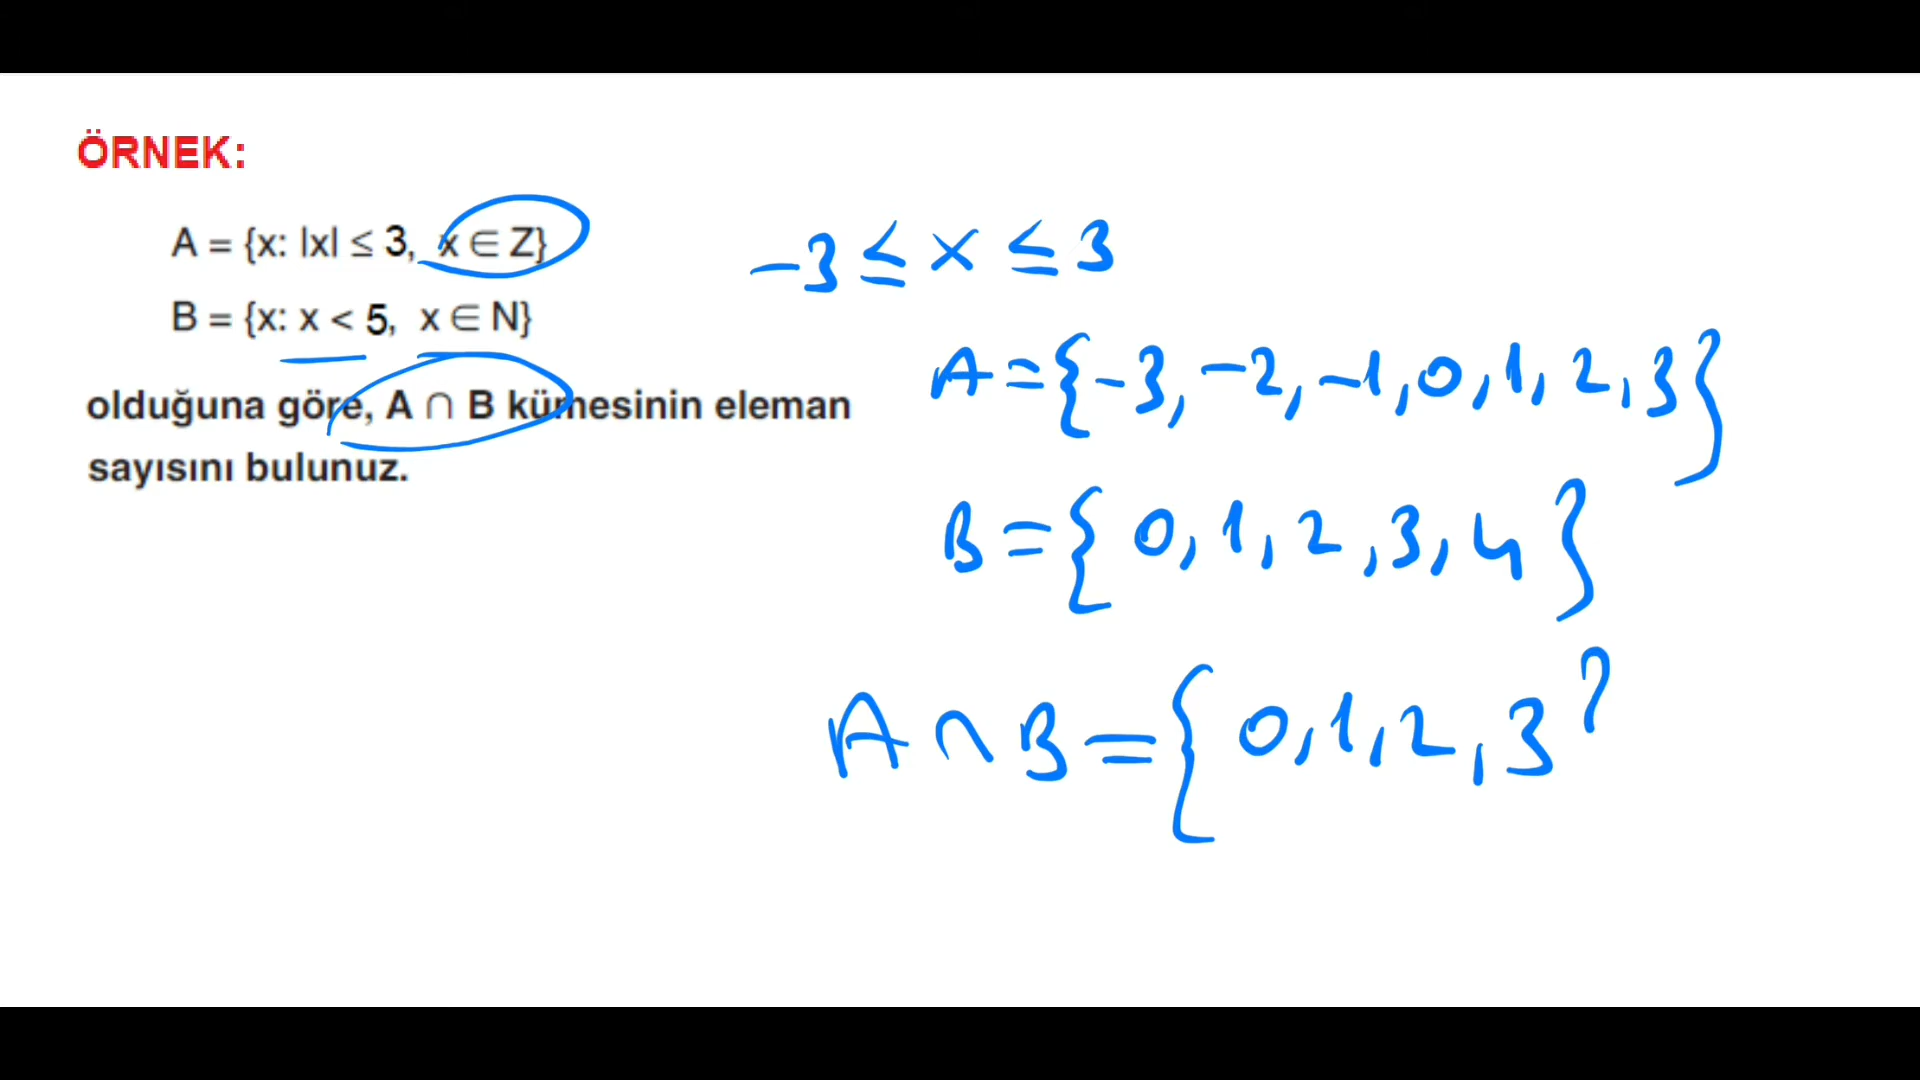 ÖRNEK:
A = {x: |x| ≤ 3, x ∈ Z}
B = {x: x < 5, x ∈ N}
olduğuna göre, A ∩ B kümesinin eleman
sayısını bulunuz.
-3 ≤ x ≤ 3
A = {-3, -2, -1, 0, 1, 2, 3}
B = { 0, 1, 2, 3, 4 }
A ∩ B = { 0, 1, 2, 3